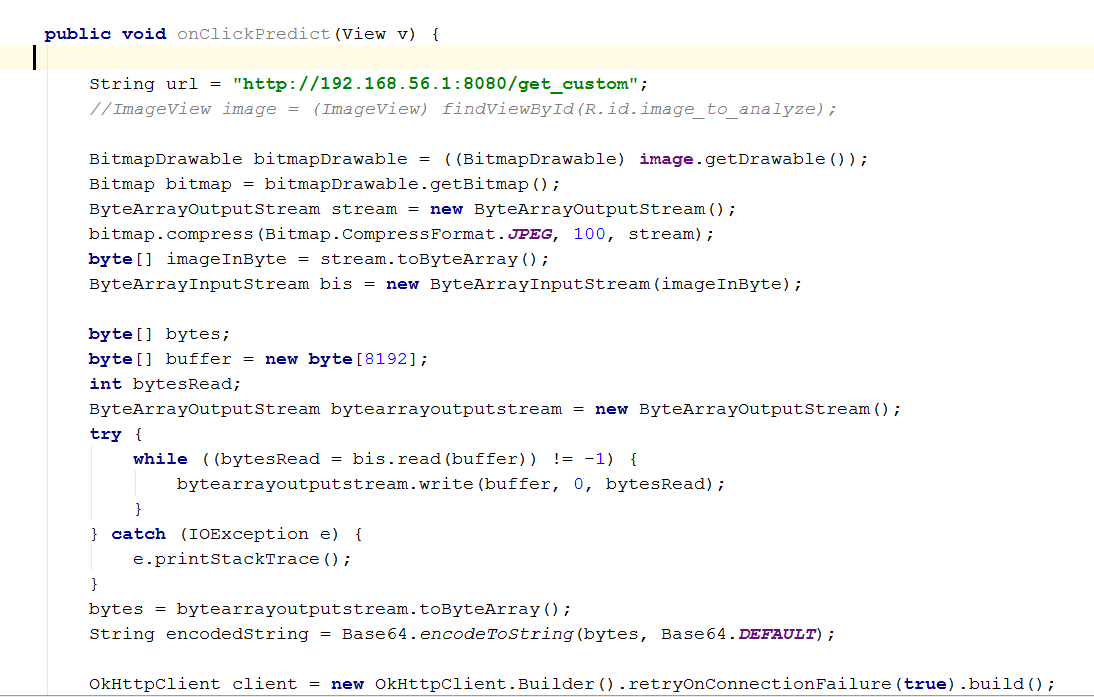 public void onClickPredict(View v) {
String url = "http://192.168.56.1:8080/get_custom";
//ImageView image = (ImageView) findViewById(R.id.image_to_analyze);
BitmapDrawable bitmapDrawable = ((BitmapDrawable) image.getDrawable());
Bitmap bitmap = bitmapDrawable.getBitmap();
ByteArrayOutputStream stream = new ByteArrayOutputStream();
bitmap.compress(Bitmap.CompressFormat.JPEG, 100, stream);
byte[] imageInByte = stream.toByteArray();
ByteArrayInputStream bis = new ByteArrayInputStream(imageInByte);
byte[] bytes;
byte[] buffer = new byte[8192];
int bytesRead;
ByteArrayOutputStream bytearrayoutputstream = new ByteArrayOutputStream();
try {
while ((bytesRead = bis.read(buffer)) != -1) {
bytearrayoutputstream.write(buffer, 0, bytesRead);
}
} catch (IOException e) {
e.printStackTrace();
}
bytes = bytearrayoutputstream.toByteArray();
String encodedString = Base64.encodeToString(bytes, Base64.DEFAULT);
OkHttpClient client = new OkHttpClient.Builder().retryOnConnectionFailure(true).build();